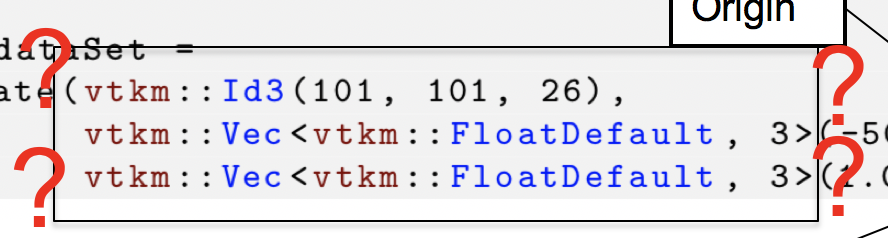 Origin
dataSet =
ate(vtkm::Id3(101, 101, 26),
vtkm::Vec<vtkm::FloatDefault, 3>(-50
vtkm::Vec<vtkm::FloatDefault, 3>(1.0
?
?
?
?